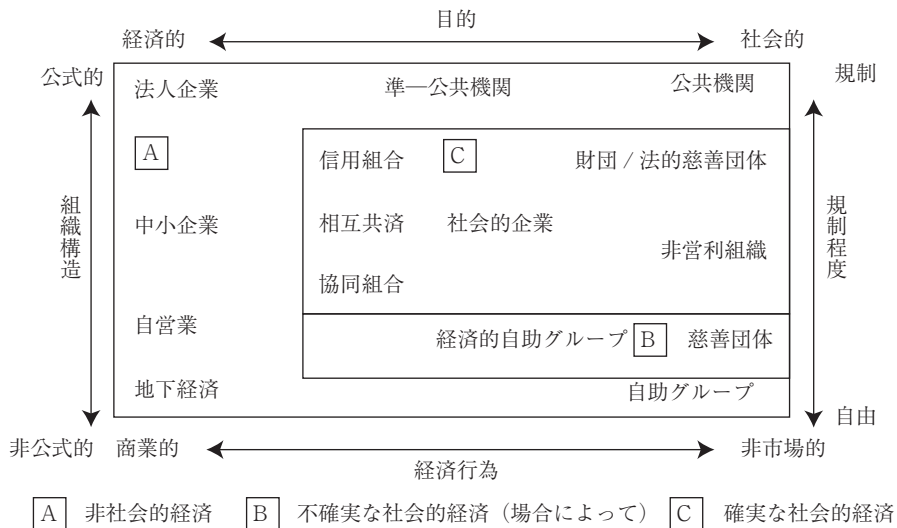 目的
経済的 社会的
公式的 規制
法人企業 準―公共機関 公共機関
A 信用組合 C 財団 / 法的慈善団体
組織構造
中小企業 相互共済 社会的企業
規制程度
非営利組織
協同組合
自営業 経済的自助グループ B 慈善団体
地下経済 自助グループ
自由
非公式的 商業的 非市場的
経済行為
A 非社会的経済 B 不確実な社会的経済(場合によって) C 確実な社会的経済